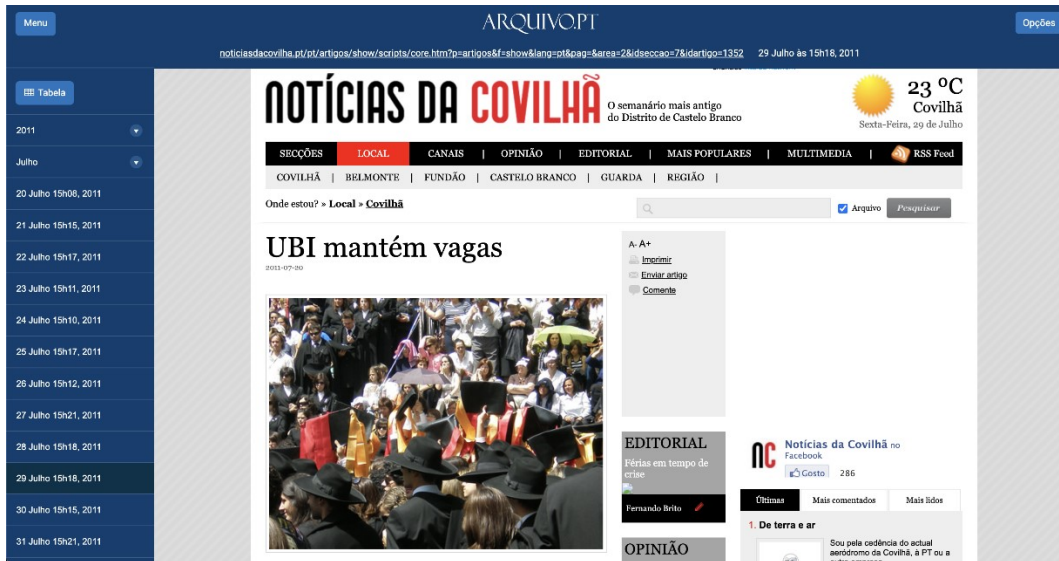 Menu
ARQUIVO.PT
Opções
noticiasdacovilha.pt/pt/artigos/show/scripts/core.htm?p=artigos&f=show&lang=pt&pag=&area=2&idseccao=7&idartigo=1352 29 Julho às 15h18, 2011
Tabela
2011
Julho
20 Julho 15h08, 2011
21 Julho 15h15, 2011
22 Julho 15h17, 2011
23 Julho 15h11, 2011
24 Julho 15h10, 2011
25 Julho 15h17, 2011
26 Julho 15h12, 2011
27 Julho 15h21, 2011
28 Julho 15h18, 2011
29 Julho 15h18, 2011
30 Julho 15h15, 2011
31 Julho 15h21, 2011
NOTÍCIAS DA COVILHÃ
O semanário mais antigo
do Distrito de Castelo Branco
23 ºC
Covilhã
Sexta-Feira, 29 de Julho
SECÇÕES LOCAL CANAIS | OPINIÃO | EDITORIAL | MAIS POPULARES | MULTIMEDIA | RSS Feed
COVILHÃ | BELMONTE | FUNDÃO | CASTELO BRANCO | GUARDA | REGIÃO |
Onde estou? » Local » Covilhã
Arquivo Pesquisar
UBI mantém vagas
2011-07-20
A- A+
Imprimir
Enviar artigo
Comente
EDITORIAL
Férias em tempo de
crise
Fernando Brito
OPINIÃO
NC
Notícias da Covilhã no
Facebook
Gosto 286
Últimas Mais comentados Mais lidos
1. De terra e ar
Sou pela cedência do actual
aeródromo da Covilhã, à PT ou a